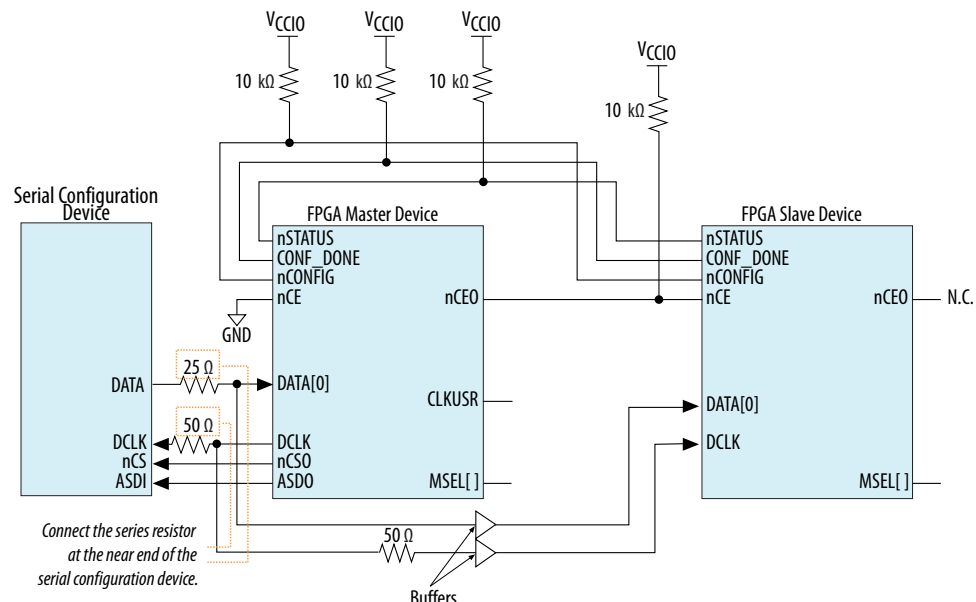 VCCIO
VCCIO
VCCIO
VCCIO
10 kΩ
10 kΩ
10 kΩ
10 kΩ
Serial Configuration
Device
FPGA Master Device
FPGA Slave Device
nSTATUS
CONF_DONE
nCONFIG
nCE
nCEO
GND
nSTATUS
CONF_DONE
nCONFIG
nCE
nCEO
N.C.
25 Ω
DATA
DATA[0]
CLKUSR
DATA[0]
50 Ω
DCLK
DCLK
DCLK
nCS
nCSO
ASDI
ASDO
MSEL[ ]
MSEL[ ]
Connect the series resistor
at the near end of the
serial configuration device.
50 Ω
Buffers